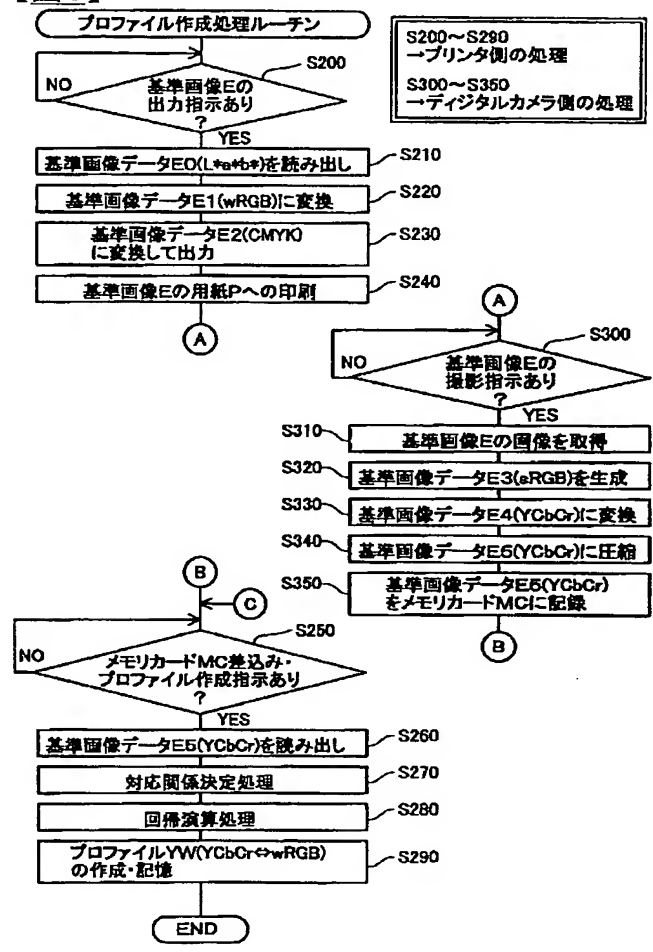 プロファイル作成処理ルーチン
S200~S290
→プリンタ側の処理
S300~S350
→ディジタルカメラ側の処理
S200
NO
基準画像Eの
出力指示あり
?
YES
基準画像データE0(L*a*b*)を読み出し
S210
基準画像データE1(wRGB)に変換
S220
基準画像データE2(CMYK)
に変換して出力
S230
基準画像Eの用紙Pへの印刷
S240
A
A
S300
NO
基準画像Eの
撮影指示あり
?
YES
S310
基準画像Eの画像を取得
S320
基準画像データE3(sRGB)を生成
S330
基準画像データE4(YCbCr)に変換
S340
基準画像データE5(YCbCr)に圧縮
S350
基準画像データE5(YCbCr)
をメモリカードMCに記録
B
B
C
S250
NO
メモリカードMC差込み・
プロファイル作成指示あり
?
YES
基準画像データE5(YCbCr)を読み出し
S260
対応関係決定処理
S270
回帰演算処理
S280
プロファイルYW(YCbCr⇔wRGB)
の作成・記憶
S290
END